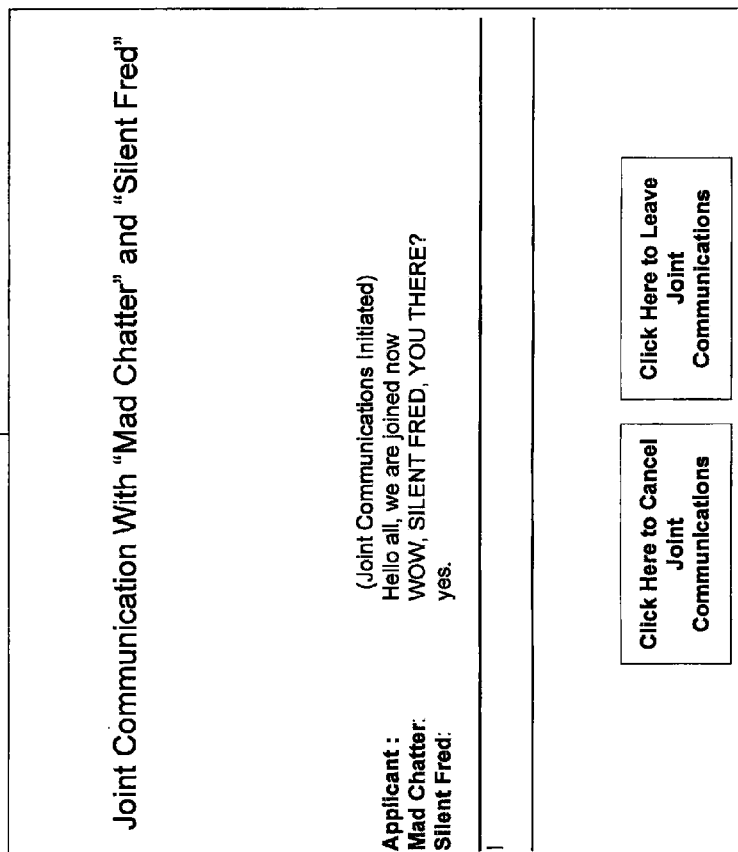 Joint Communication With "Mad Chatter" and "Silent Fred"
(Joint Communications Initiated)
Applicant : Hello all, we are joined now
Mad Chatter: WOW, SILENT FRED, YOU THERE?
Silent Fred: yes.
Click Here to Cancel
Joint
Communications
Click Here to Leave
Joint
Communications